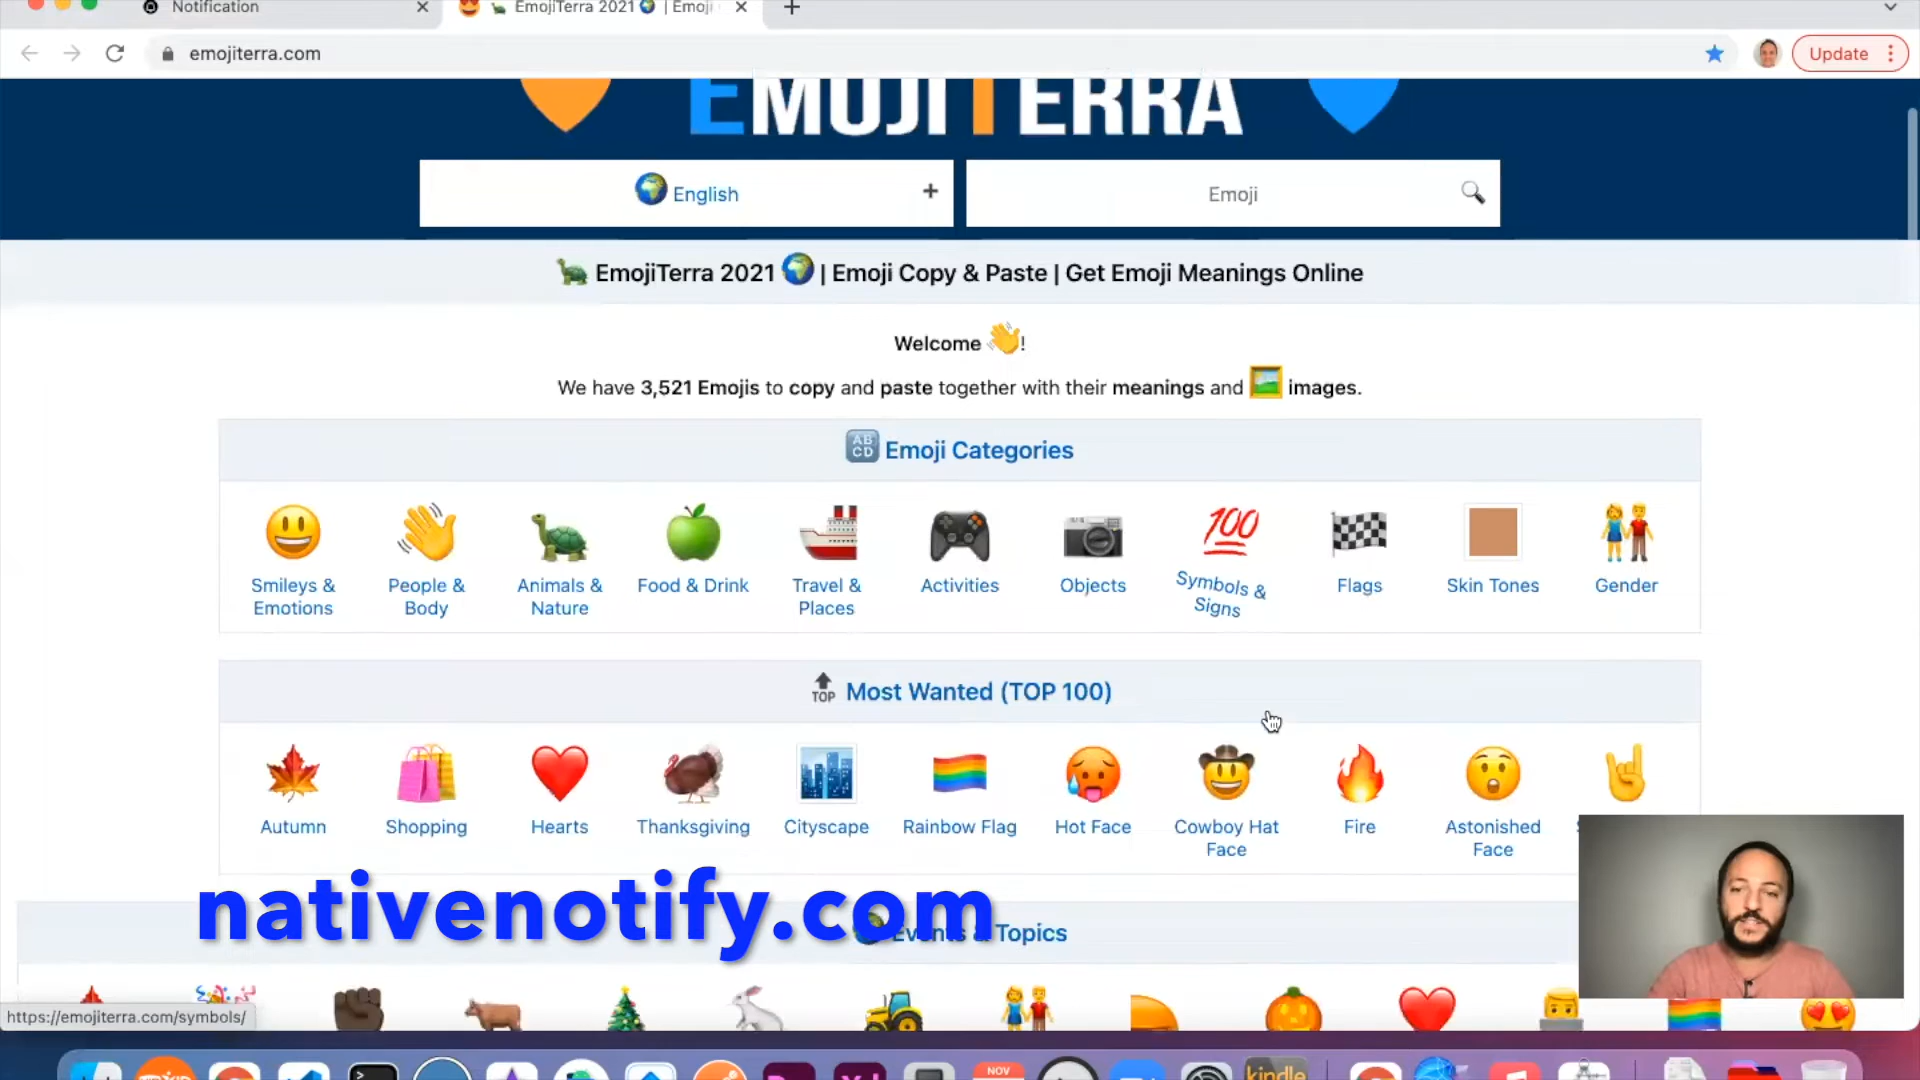 Notification
EmojiTerra 2021 | Emoji
emojiterra.com
Update
EMOJITERRA
English
+
Emoji
EmojiTerra 2021 | Emoji Copy & Paste | Get Emoji Meanings Online
Welcome !
We have 3,521 Emojis to copy and paste together with their meanings and images.
Emoji Categories
Smileys & Emotions
People & Body
Animals & Nature
Food & Drink
Travel & Places
Activities
Objects
Symbols & Signs
Flags
Skin Tones
Gender
TOP
Most Wanted (TOP 100)
Autumn
Shopping
Hearts
Thanksgiving
Cityscape
Rainbow Flag
Hot Face
Cowboy Hat Face
Fire
Astonished Face
nativenotify.com
Events & Topics
https://emojiterra.com/symbols/
NOV
kindle